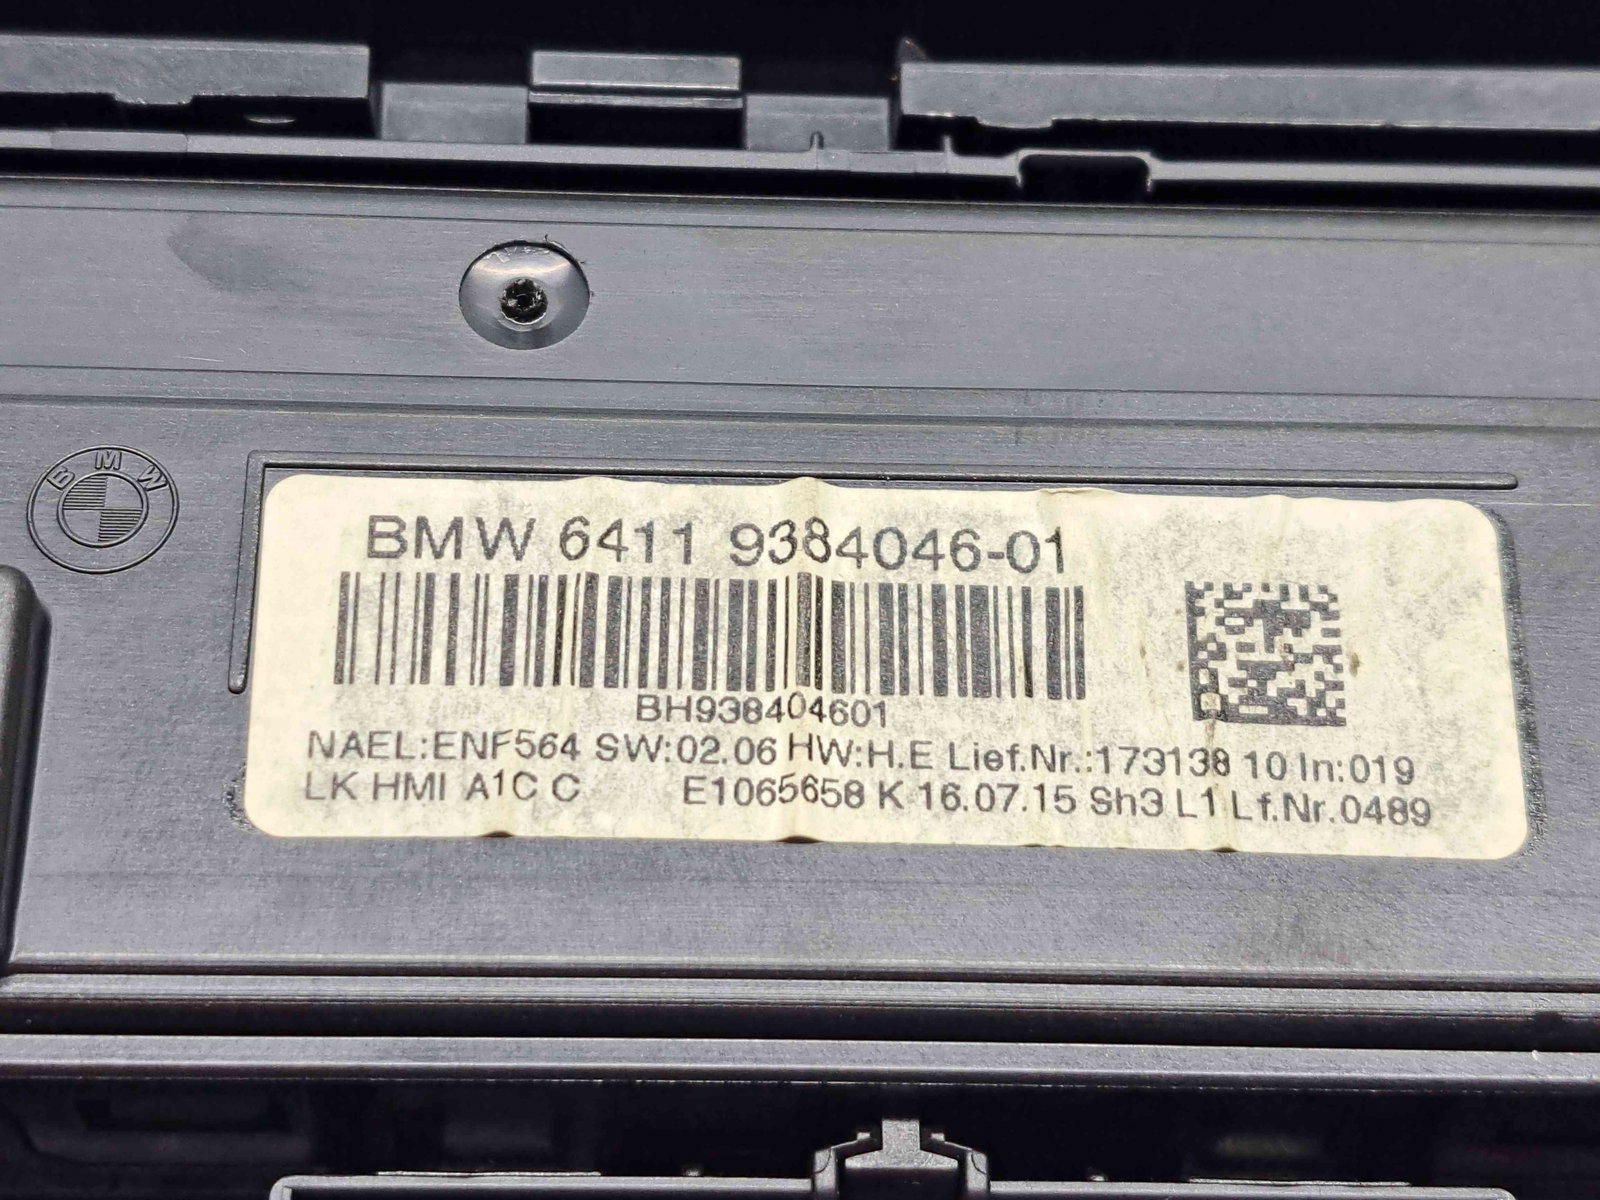 BMW
BMW 6411 9384046-01
BH938404601
NAEL:ENF564 SW:02.06 HW:H.E Lief.Nr.:173138 10 In:019
LK HMI A1C C E1065658 K 16.07.15 Sh3 L1 Lf.Nr.0489